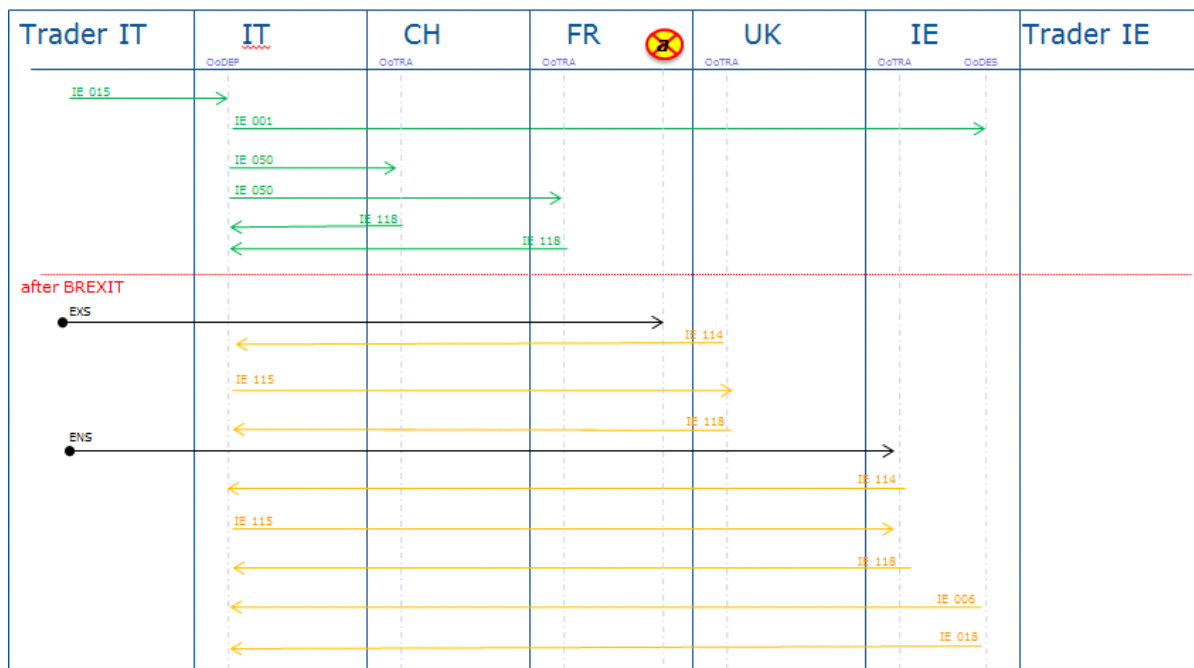 Trader IT IT CH FR a UK IE Trader IE
OoDEP OoTRA OoTRA OoTRA OoTRA OoDES
IE 015
IE 001
IE 050
IE 050
IE 118
IE 118
after BREXIT
EXS
IE 114
IE 115
IE 118
ENS
IE 114
IE 115
IE 118
IE 006
IE 018